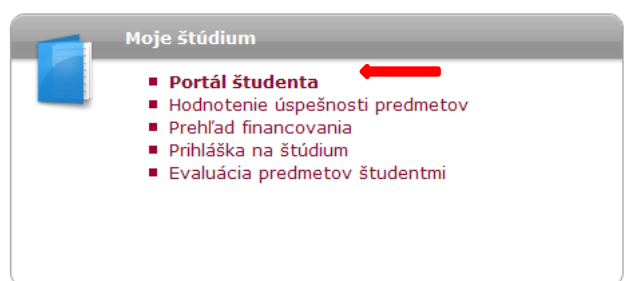 Moje štúdium
Portál študenta
Hodnotenie úspešnosti predmetov
Prehľad financovania
Prihláška na štúdium
Evaluácia predmetov študentmi